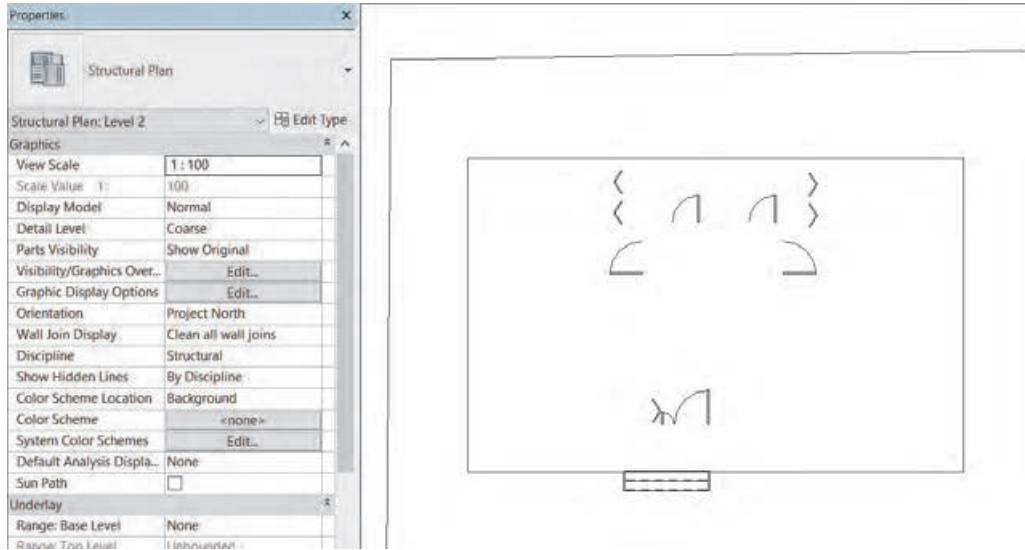 Properties
Structural Plan
Structural Plan: Level 2
Edit Type
Graphics
View Scale 1 : 100
Scale Value 1: 100
Display Model Normal
Detail Level Coarse
Parts Visibility Show Original
Visibility/Graphics Over... Edit...
Graphic Display Options Edit...
Orientation Project North
Wall Join Display Clean all wall joins
Discipline Structural
Show Hidden Lines By Discipline
Color Scheme Location Background
Color Scheme <none>
System Color Schemes Edit...
Default Analysis Displa... None
Sun Path
Underlay
Range: Base Level None
Range: Top Level Unbounded